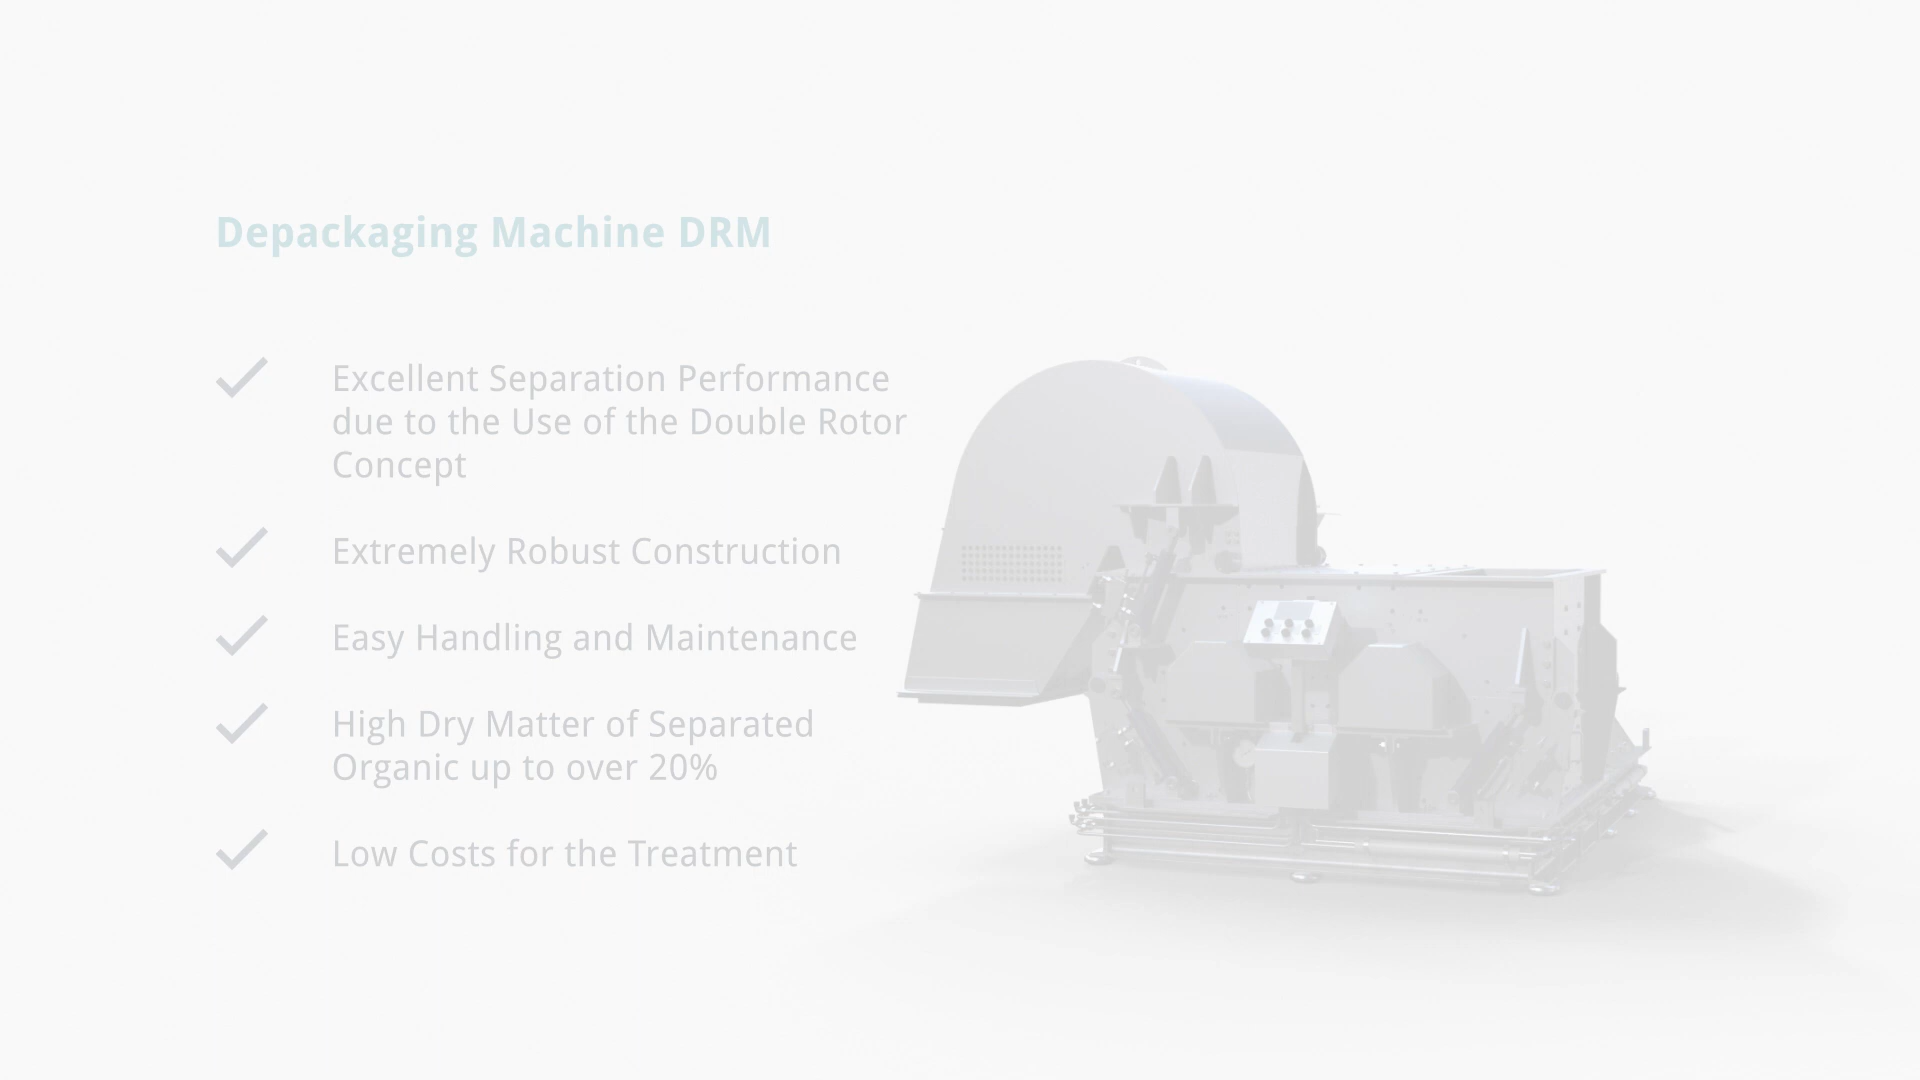 Depackaging Machine DRM
Excellent Separation Performance
due to the Use of the Double Rotor
Concept
Extremely Robust Construction
Easy Handling and Maintenance
High Dry Matter of Separated
Organic up to over 20%
Low Costs for the Treatment